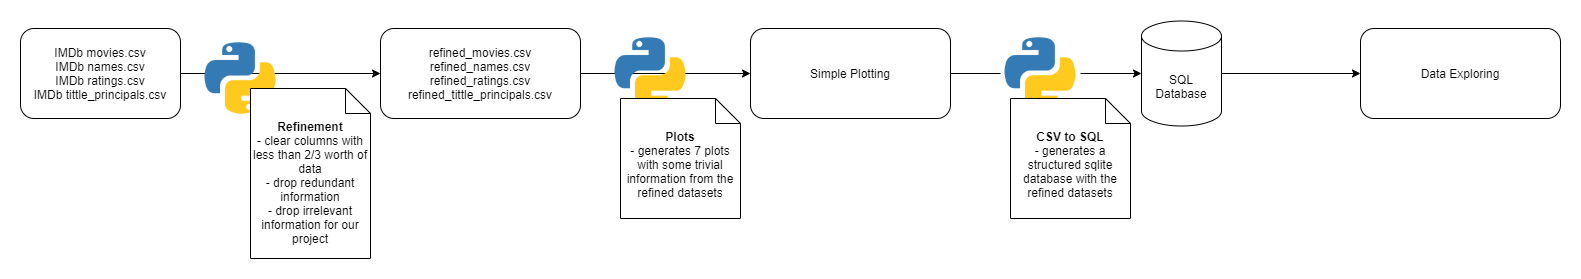 IMDb movies.csv
IMDb names.csv
IMDb ratings.csv
IMDb tittle_principals.csv
Refinement
- clear columns with
less than 2/3 worth of
data
- drop redundant
information
- drop irrelevant
information for our
project
refined_movies.csv
refined_names.csv
refined_ratings.csv
refined_tittle_principals.csv
Plots
- generates 7 plots
with some trivial
information from the
refined datasets
Simple Plotting
CSV to SQL
- generates a
structured sqlite
database with the
refined datasets
SQL
Database
Data Exploring